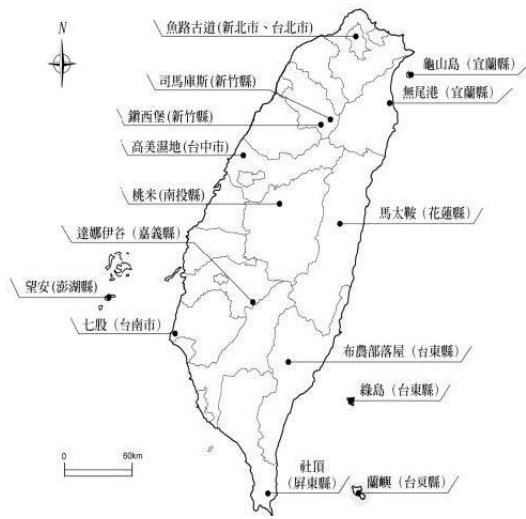 魚路古道(新北市、台北市)
N
龜山島(宜蘭縣)
司馬庫斯(新竹縣)
無尾港(宜蘭縣)
鎮西堡(新竹縣)
高美濕地(台中市)
桃米(南投縣)
馬太鞍(花蓮縣)
達娜伊谷(嘉義縣)
望安(澎湖縣)
七股(台南市)
布農部落屋(台東縣)
綠島(台東縣)
0 60km
社頂
(屏東縣)
蘭嶼(台東縣)